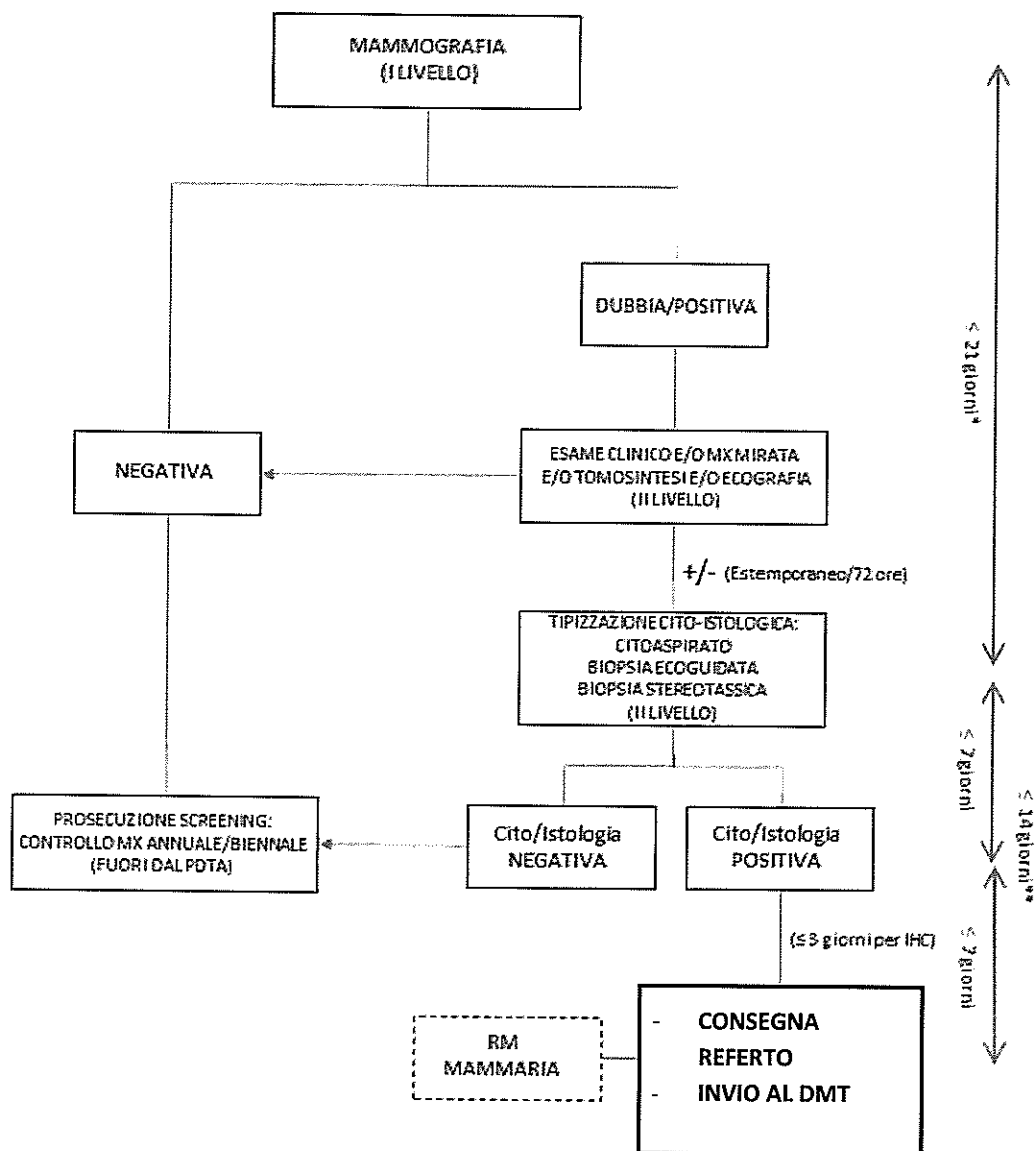 MAMMOGRAFIA
(I LIVELLO)
DUBBIA/POSITIVA
≤ 21 giorni*
NEGATIVA
ESAME CLINICO E/O MX MIRATA
E/O TOMOSINTESI E/O ECOGRAFIA
(II LIVELLO)
+/- (Estemporaneo/72 ore)
TIPIZZAZIONE CITO-ISTOLOGICA:
CITOASPIRATO
BIOPSIA ECOGUIDATA
BIOPSIA STEREOTASSICA
(II LIVELLO)
≤ 7 giorni
≤ 14 giorni**
PROSECUZIONE SCREENING:
CONTROLLO MX ANNUALE/BIENNALE
(FUORI DAL PDTA)
Cito/Istologia
NEGATIVA
Cito/Istologia
POSITIVA
(≤ 3 giorni per IHC)
≤ 7 giorni
RM
MAMMARIA
- CONSEGNA
REFERTO
- INVIO AL DMT